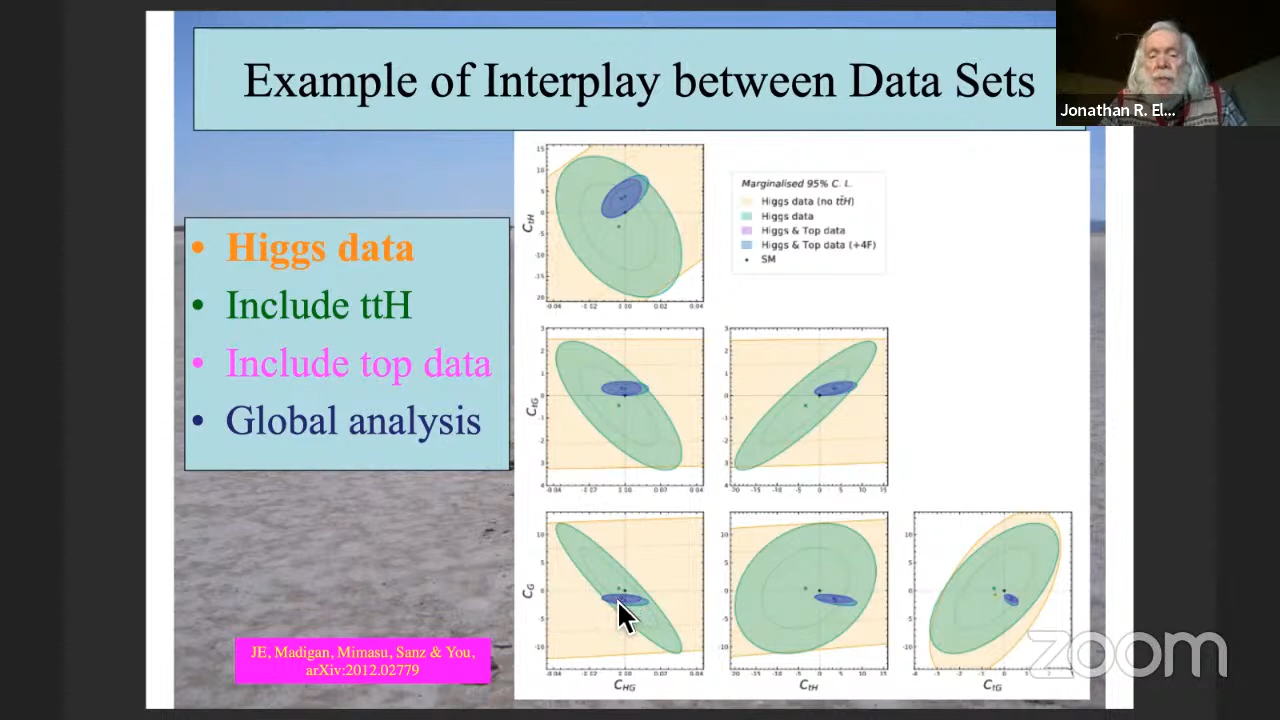 Example of Interplay between Data Sets
Jonathan R. El...
• Higgs data
• Include ttH
• Include top data
• Global analysis
JE, Madigan, Mimasu, Sanz & You,
arXiv:2012.02779
Marginalised 95% C. L.
Higgs data (no tt̄H)
Higgs data
Higgs & Top data
Higgs & Top data (+4F)
SM
C_tH
C_tG
C_G
C_HG
C_tH
C_tG
zoom